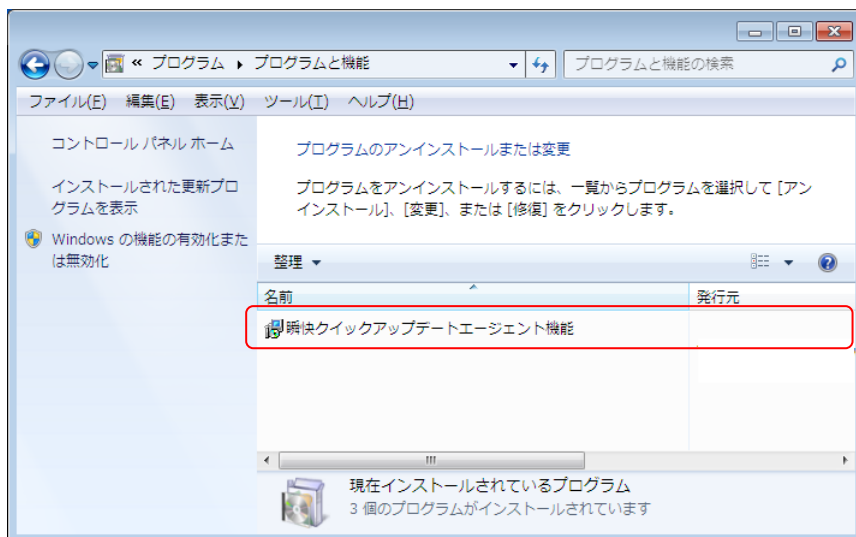 « プログラム ▸ プログラムと機能
プログラムと機能の検索
ファイル(F) 編集(E) 表示(V) ツール(T) ヘルプ(H)
コントロール パネル ホーム
インストールされた更新プロ
グラムを表示
Windows の機能の有効化また
は無効化
プログラムのアンインストールまたは変更
プログラムをアンインストールするには、一覧からプログラムを選択して [アン
インストール]、[変更]、または [修復] をクリックします。
整理
名前 発行元
瞬快クイックアップデートエージェント機能
現在インストールされているプログラム
3 個のプログラムがインストールされています